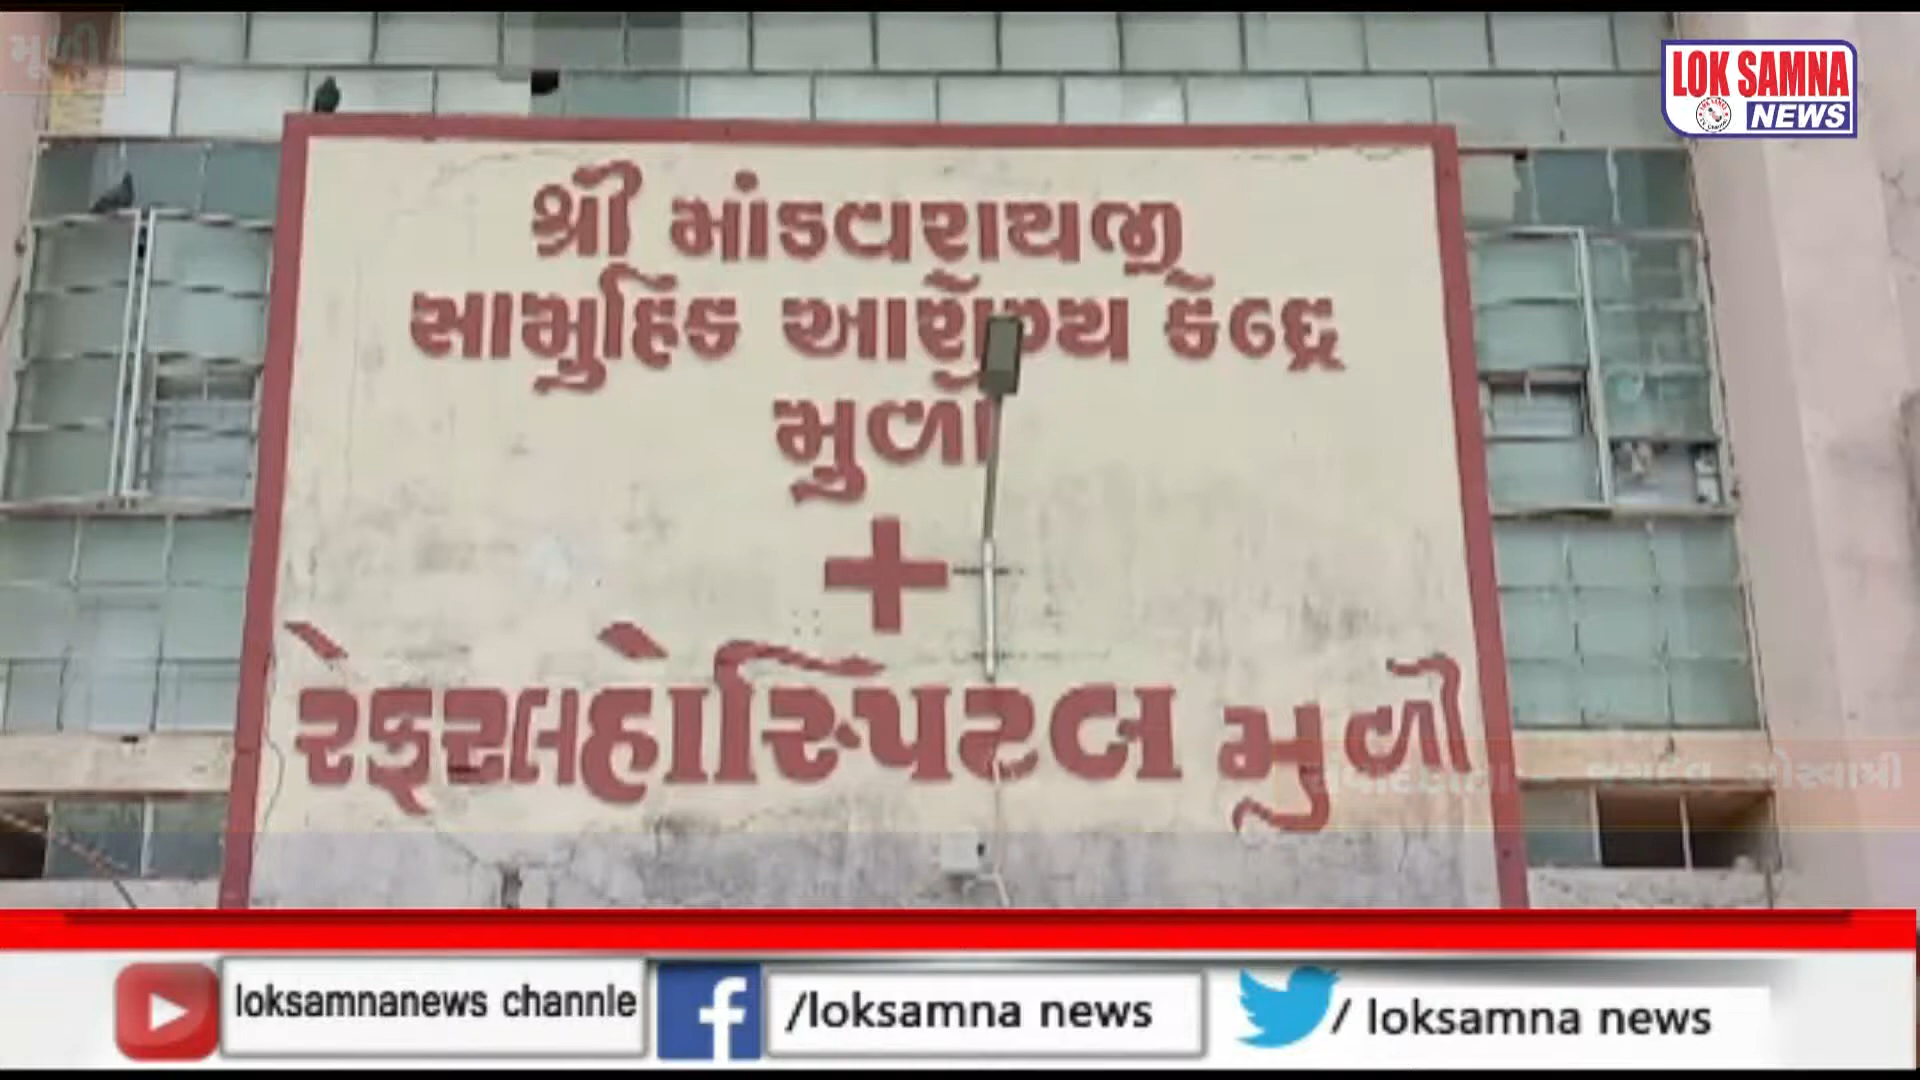 મૂળી
LOK SAMNA
NEWS
શ્રી માંડવરાયજી
સામુહિક આરોગ્ય કેન્દ્ર
મુળી
રેફરલહોસ્પિટલ મુળી
loksamnanews channle
/loksamna news
/ loksamna news